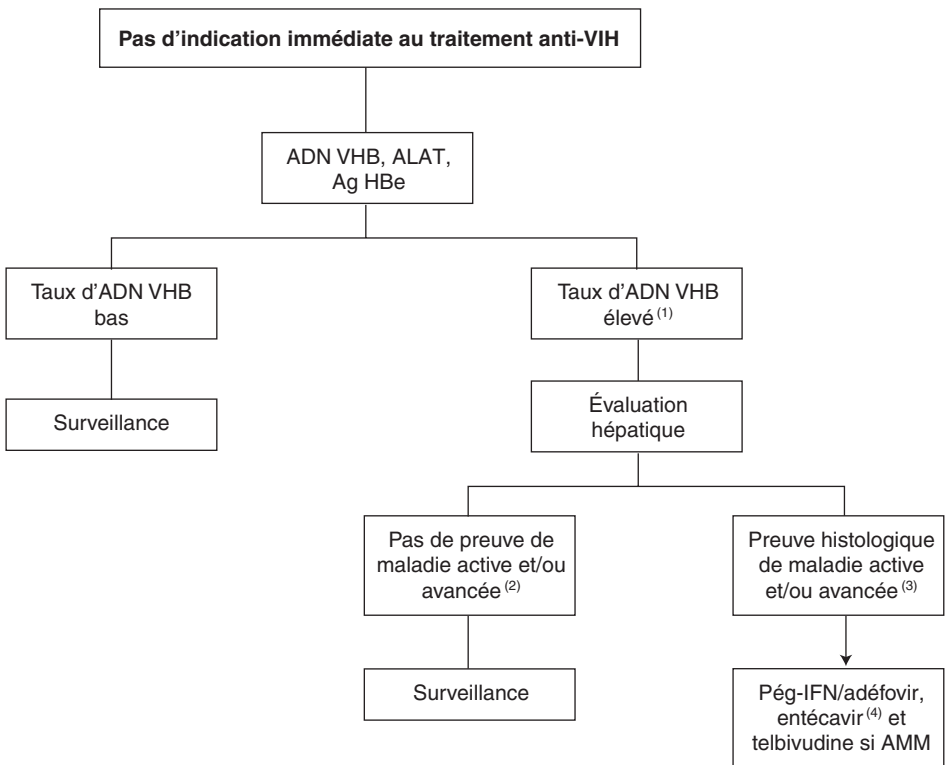 Pas d'indication immédiate au traitement anti-VIH
ADN VHB, ALAT,
Ag HBe
Taux d'ADN VHB
bas
Taux d'ADN VHB
élevé (1)
Surveillance
Évaluation
hépatique
Pas de preuve de
maladie active et/ou
avancée (2)
Preuve histologique
de maladie active
et/ou avancée (3)
Surveillance
Pég-IFN/adéfovir,
entécavir (4) et
telbivudine si AMM